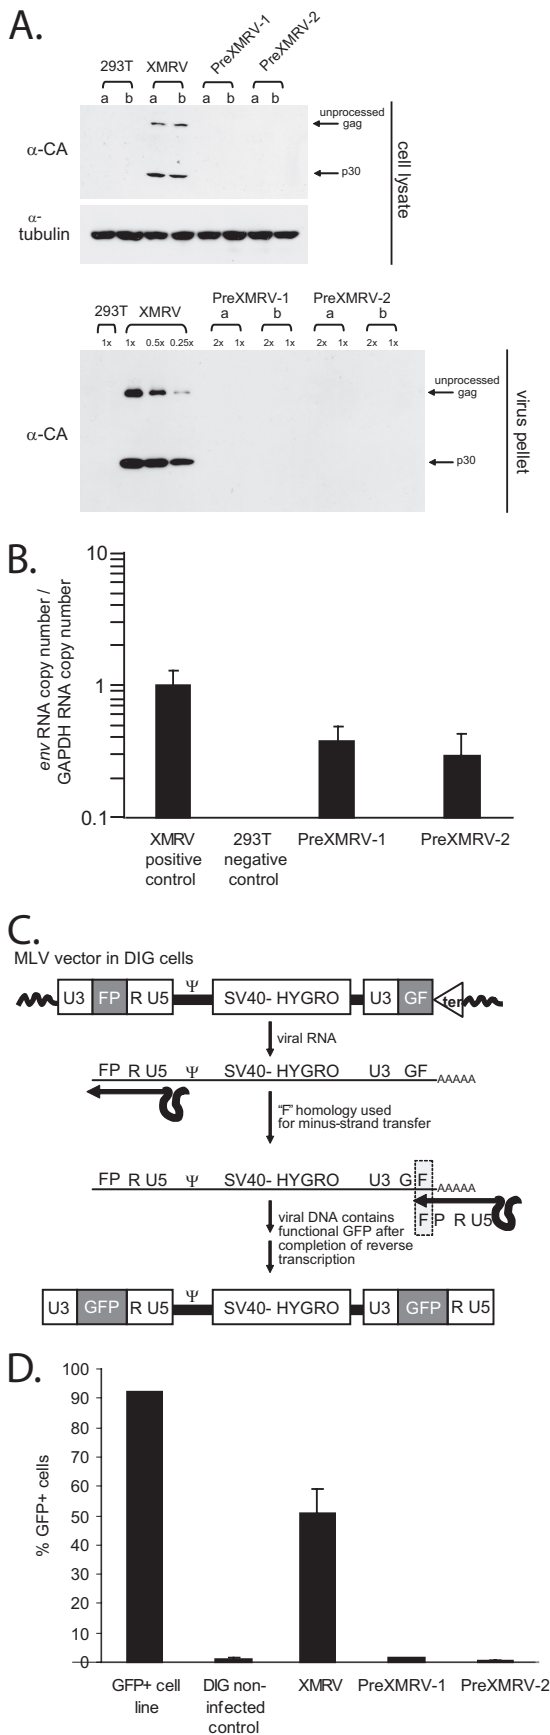 A.
293T XMRV PreXMRV-1 PreXMRV-2
a b a b a b a b
α-CA
unprocessed
gag
p30
α-
tubulin
cell lysate
293T XMRV PreXMRV-1 PreXMRV-2
a b a b
1x 1x 0.5x 0.25x 2x 1x 2x 1x 2x 1x 2x 1x
α-CA
unprocessed
gag
p30
virus pellet
B.
env RNA copy number /
GAPDH RNA copy number
10
1
0.1
XMRV
positive
control
293T
negative
control
PreXMRV-1
PreXMRV-2
C.
MLV vector in DIG cells
U3 FP R U5 Ψ SV40- HYGRO U3 GF ter
viral RNA
FP R U5 Ψ SV40- HYGRO U3 GF AAAAA
"F" homology used
for minus-strand transfer
FP R U5 Ψ SV40- HYGRO U3 G F AAAAA
F P R U5
viral DNA contains
functional GFP after
completion of reverse
transcription
U3 GFP R U5 Ψ SV40- HYGRO U3 GFP R U5
D.
% GFP+ cells
100
90
80
70
60
50
40
30
20
10
0
GFP+ cell
line
DIG non-
infected
control
XMRV
PreXMRV-1
PreXMRV-2